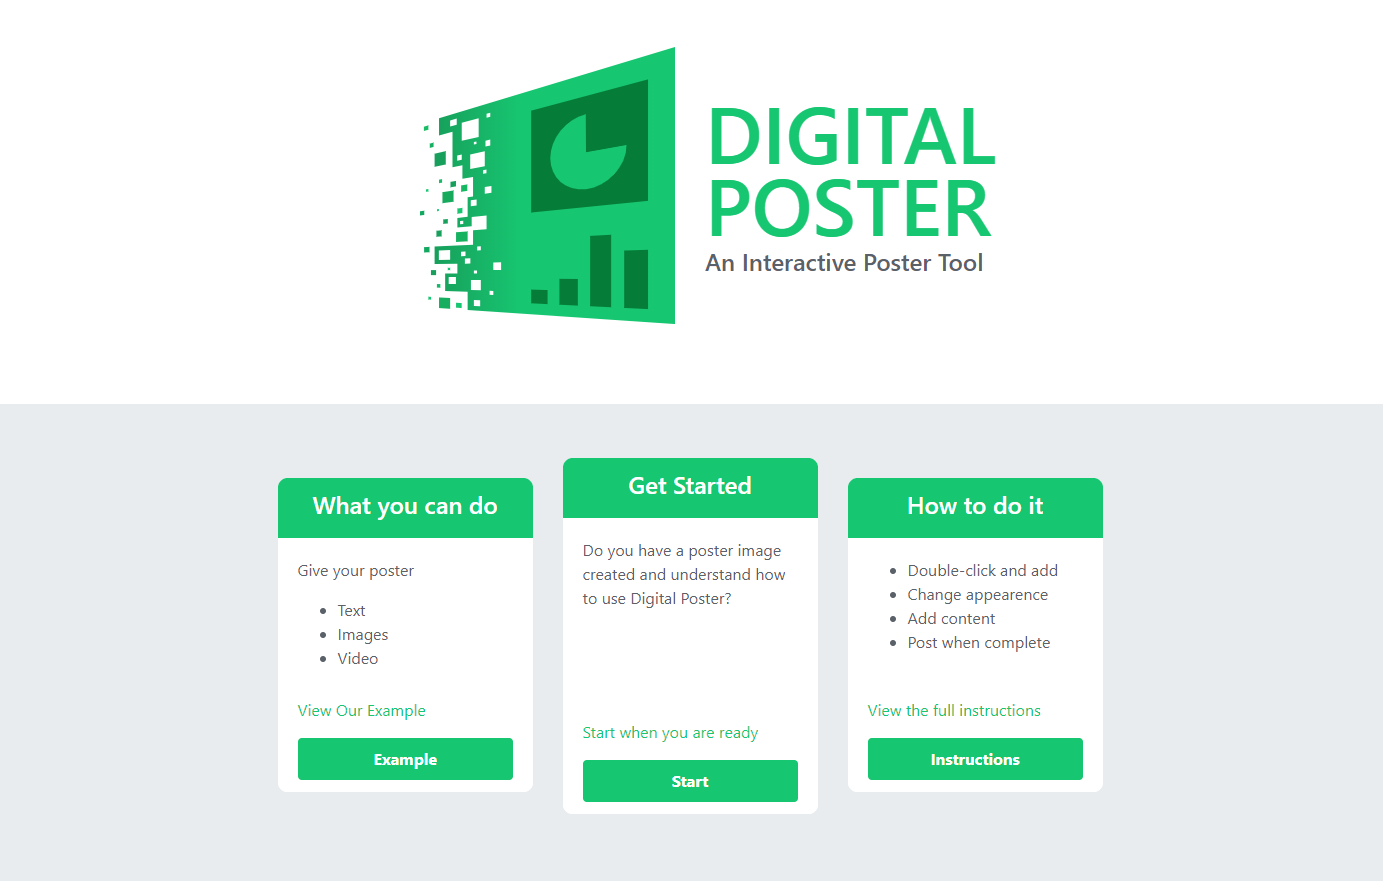 DIGITAL
POSTER
An Interactive Poster Tool
What you can do
Give your poster
Text
Images
Video
View Our Example
Example
Get Started
Do you have a poster image
created and understand how
to use Digital Poster?
Start when you are ready
Start
How to do it
Double-click and add
Change appearence
Add content
Post when complete
View the full instructions
Instructions